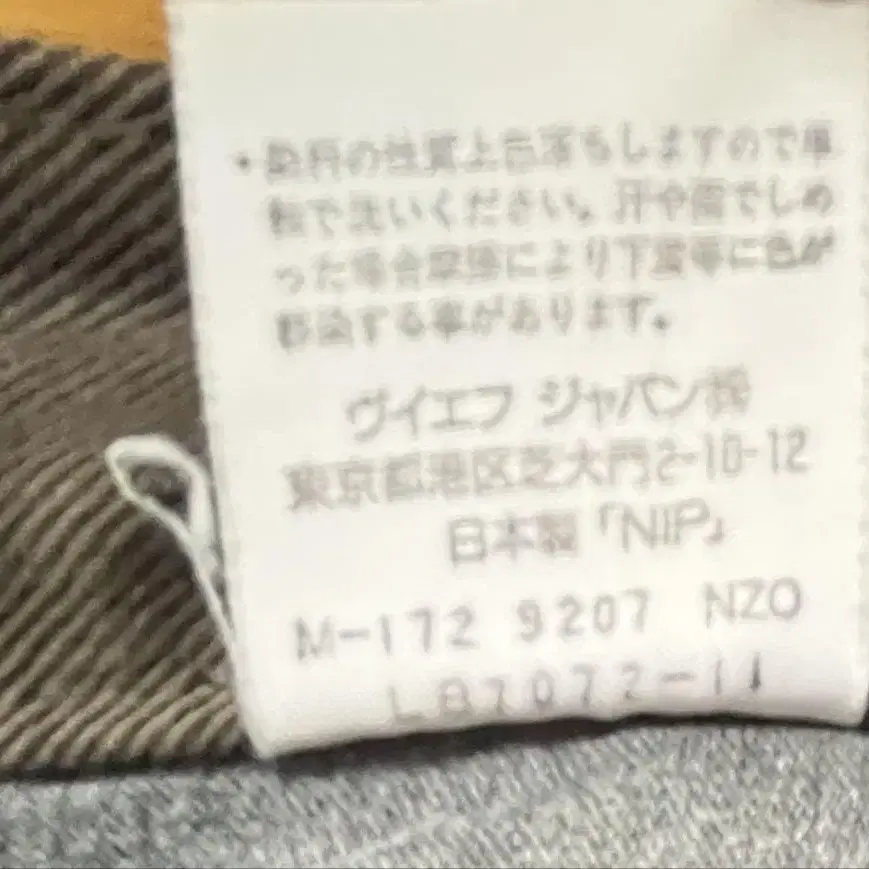 ・染料の性質上色落ちしますので単
独で洗いください。汗や雨でしめ
った場合摩擦により下着等に色が
移染する事があります。
ヴイエフ ジャパン㈱
東京都港区芝大門2-10-12
日本製「NIP」
M-172 9207 NZO
LB7072-11